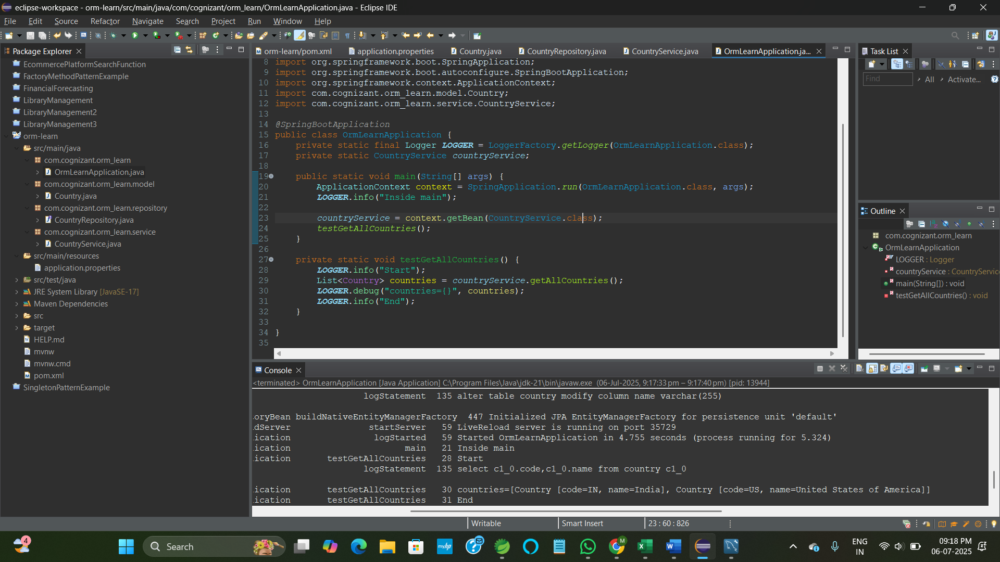 eclipse-workspace - orm-learn/src/main/java/com/cognizant/orm_learn/OrmLearnApplication.java - Eclipse IDE
File Edit Source Refactor Navigate Search Project Run Window Help
Package Explorer
EcommercePlatformSearchFunction
FactoryMethodPatternExample
FinancialForecasting
LibraryManagement
LibraryManagement2
LibraryManagement3
orm-learn
src/main/java
com.cognizant.orm_learn
OrmLearnApplication.java
com.cognizant.orm_learn.model
Country.java
com.cognizant.orm_learn.repository
CountryRepository.java
com.cognizant.orm_learn.service
CountryService.java
src/main/resources
application.properties
src/test/java
JRE System Library [JavaSE-17]
Maven Dependencies
src
target
HELP.md
mvnw
mvnw.cmd
pom.xml
SingletonPatternExample
orm-learn/pom.xml application.properties Country.java CountryRepository.java CountryService.java OrmLearnApplication.ja...
8 import org.springframework.boot.SpringApplication;
9 import org.springframework.boot.autoconfigure.SpringBootApplication;
10 import org.springframework.context.ApplicationContext;
11 import com.cognizant.orm_learn.model.Country;
12 import com.cognizant.orm_learn.service.CountryService;
13
14 @SpringBootApplication
15 public class OrmLearnApplication {
16 private static final Logger LOGGER = LoggerFactory.getLogger(OrmLearnApplication.class);
17 private static CountryService countryService;
18
19 public static void main(String[] args) {
20 ApplicationContext context = SpringApplication.run(OrmLearnApplication.class, args);
21 LOGGER.info("Inside main");
22
23 countryService = context.getBean(CountryService.class);
24 testGetAllCountries();
25 }
26
27 private static void testGetAllCountries() {
28 LOGGER.info("Start");
29 List<Country> countries = countryService.getAllCountries();
30 LOGGER.debug("countries={}", countries);
31 LOGGER.info("End");
32 }
33
34 }
35
Task List
Find All Activate...
Outline
com.cognizant.orm_learn
OrmLearnApplication
LOGGER : Logger
countryService : CountryServic
main(String[]) : void
testGetAllCountries() : void
Console
<terminated> OrmLearnApplication [Java Application] C:\Program Files\Java\jdk-21\bin\javaw.exe (06-Jul-2025, 9:17:33 pm – 9:17:40 pm) [pid: 13944]
logStatement 135 alter table country modify column name varchar(255)
oryBean buildNativeEntityManagerFactory 447 Initialized JPA EntityManagerFactory for persistence unit 'default'
dServer startServer 59 LiveReload server is running on port 35729
ication logStarted 59 Started OrmLearnApplication in 4.755 seconds (process running for 5.324)
ication main 21 Inside main
ication testGetAllCountries 28 Start
logStatement 135 select c1_0.code,c1_0.name from country c1_0
ication testGetAllCountries 30 countries=[Country [code=IN, name=India], Country [code=US, name=United States of America]]
ication testGetAllCountries 31 End
Writable Smart Insert 23 : 60 : 826
4
Search
myhp
M
ENG
IN
09:18 PM
06-07-2025